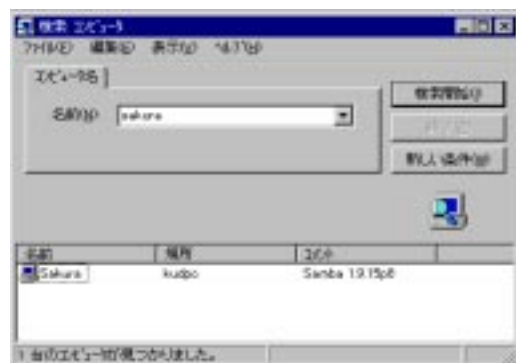 検索 ｺﾝﾋﾟｭｰﾀ
ﾌｧｲﾙ(F) 編集(E) 表示(V) ﾍﾙﾌﾟ(H)
ｺﾝﾋﾟｭｰﾀ名
名前(N): sakura
検索開始(I)
新しい条件(W)
名前 場所 ｺﾒﾝﾄ
Sakura kudpo Samba 1.9.15p8
1 台のｺﾝﾋﾟｭｰﾀが見つかりました。